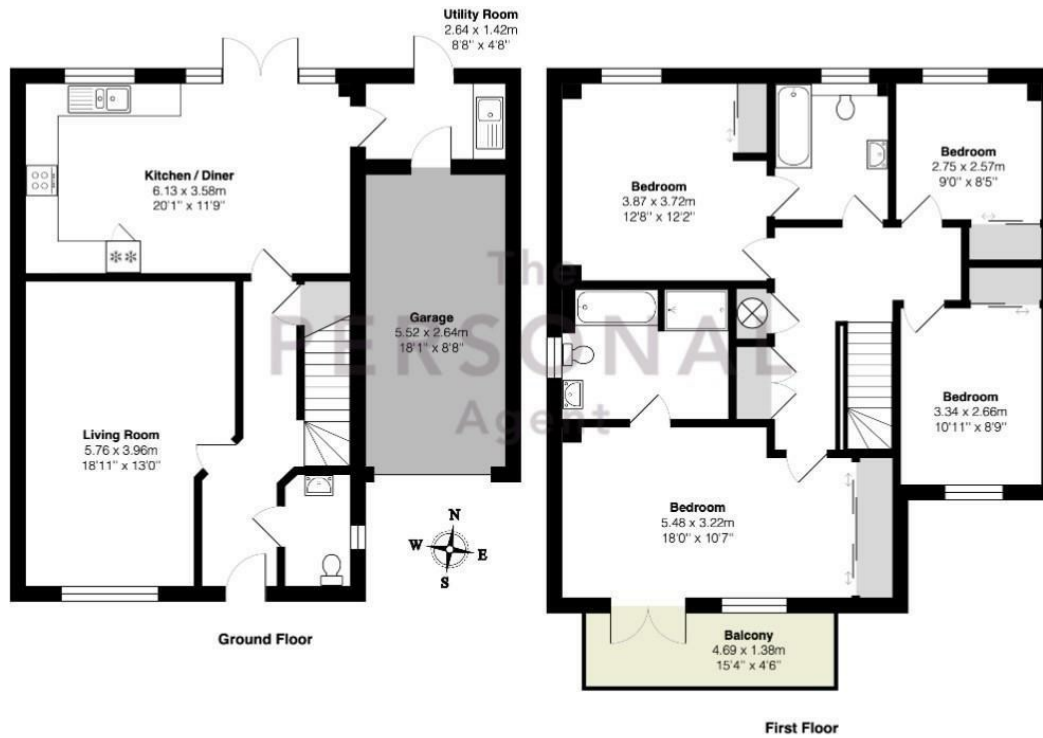 Utility Room
2.64 x 1.42m
8'8" x 4'8"
Kitchen / Diner
6.13 x 3.58m
20'1" x 11'9"
Garage
5.52 x 2.64m
18'1" x 8'8"
Living Room
5.76 x 3.96m
18'11" x 13'0"
N
W
E
S
Ground Floor
Bedroom
3.87 x 3.72m
12'8" x 12'2"
Bedroom
2.75 x 2.57m
9'0" x 8'5"
Bedroom
3.34 x 2.66m
10'11" x 8'9"
Bedroom
5.48 x 3.22m
18'0" x 10'7"
Balcony
4.69 x 1.38m
15'4" x 4'6"
First Floor
The
PERSONAL
Agent